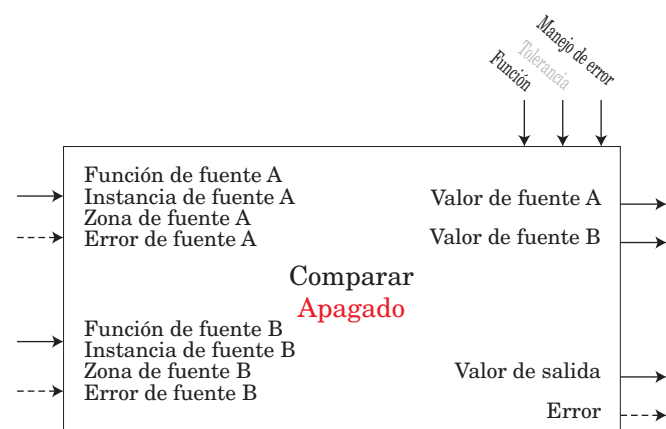 Función
Tolerancia
Manejo de error
Función de fuente A
Instancia de fuente A
Zona de fuente A
Error de fuente A
Valor de fuente A
Valor de fuente B
Comparar
Apagado
Función de fuente B
Instancia de fuente B
Zona de fuente B
Error de fuente B
Valor de salida
Error